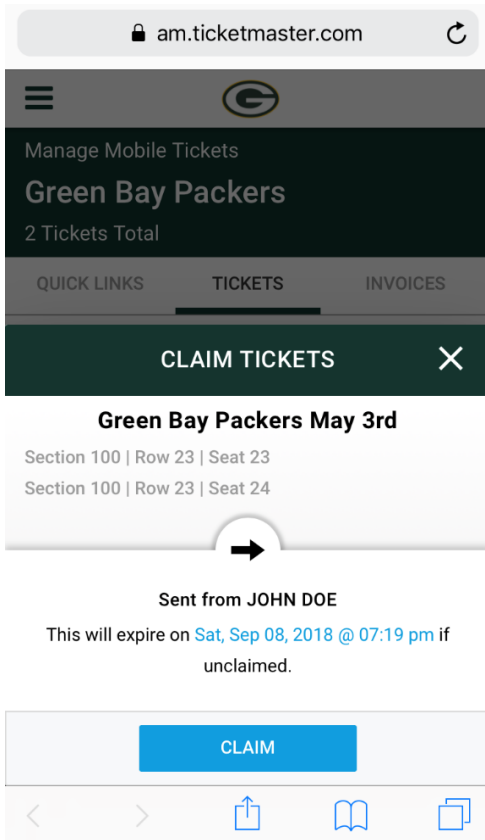 am.ticketmaster.com
G
Manage Mobile Tickets
Green Bay Packers
2 Tickets Total
QUICK LINKS TICKETS INVOICES
CLAIM TICKETS
Green Bay Packers May 3rd
Section 100 | Row 23 | Seat 23
Section 100 | Row 23 | Seat 24
Sent from JOHN DOE
This will expire on Sat, Sep 08, 2018 @ 07:19 pm if
unclaimed.
CLAIM